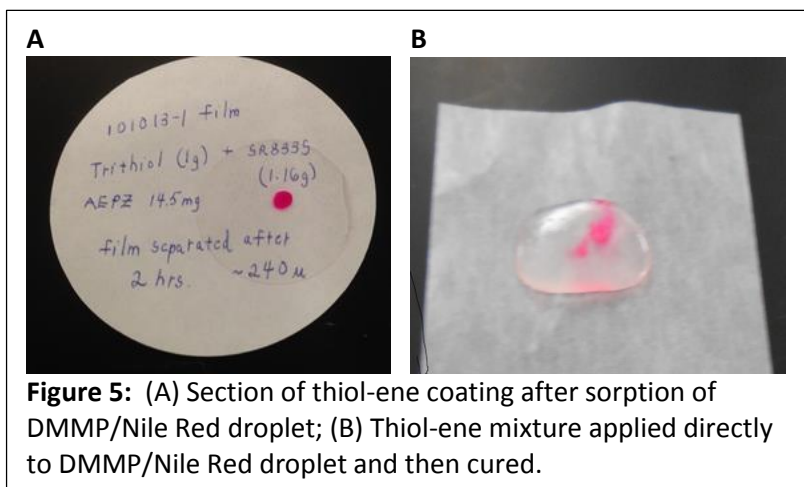 A
B
101013-1 film
Trithiol (1g) + SR833S
(1.16g)
AEPZ 14.5mg
film separated after
2 hrs. ~240µ
Figure 5: (A) Section of thiol-ene coating after sorption of
DMMP/Nile Red droplet; (B) Thiol-ene mixture applied directly
to DMMP/Nile Red droplet and then cured.